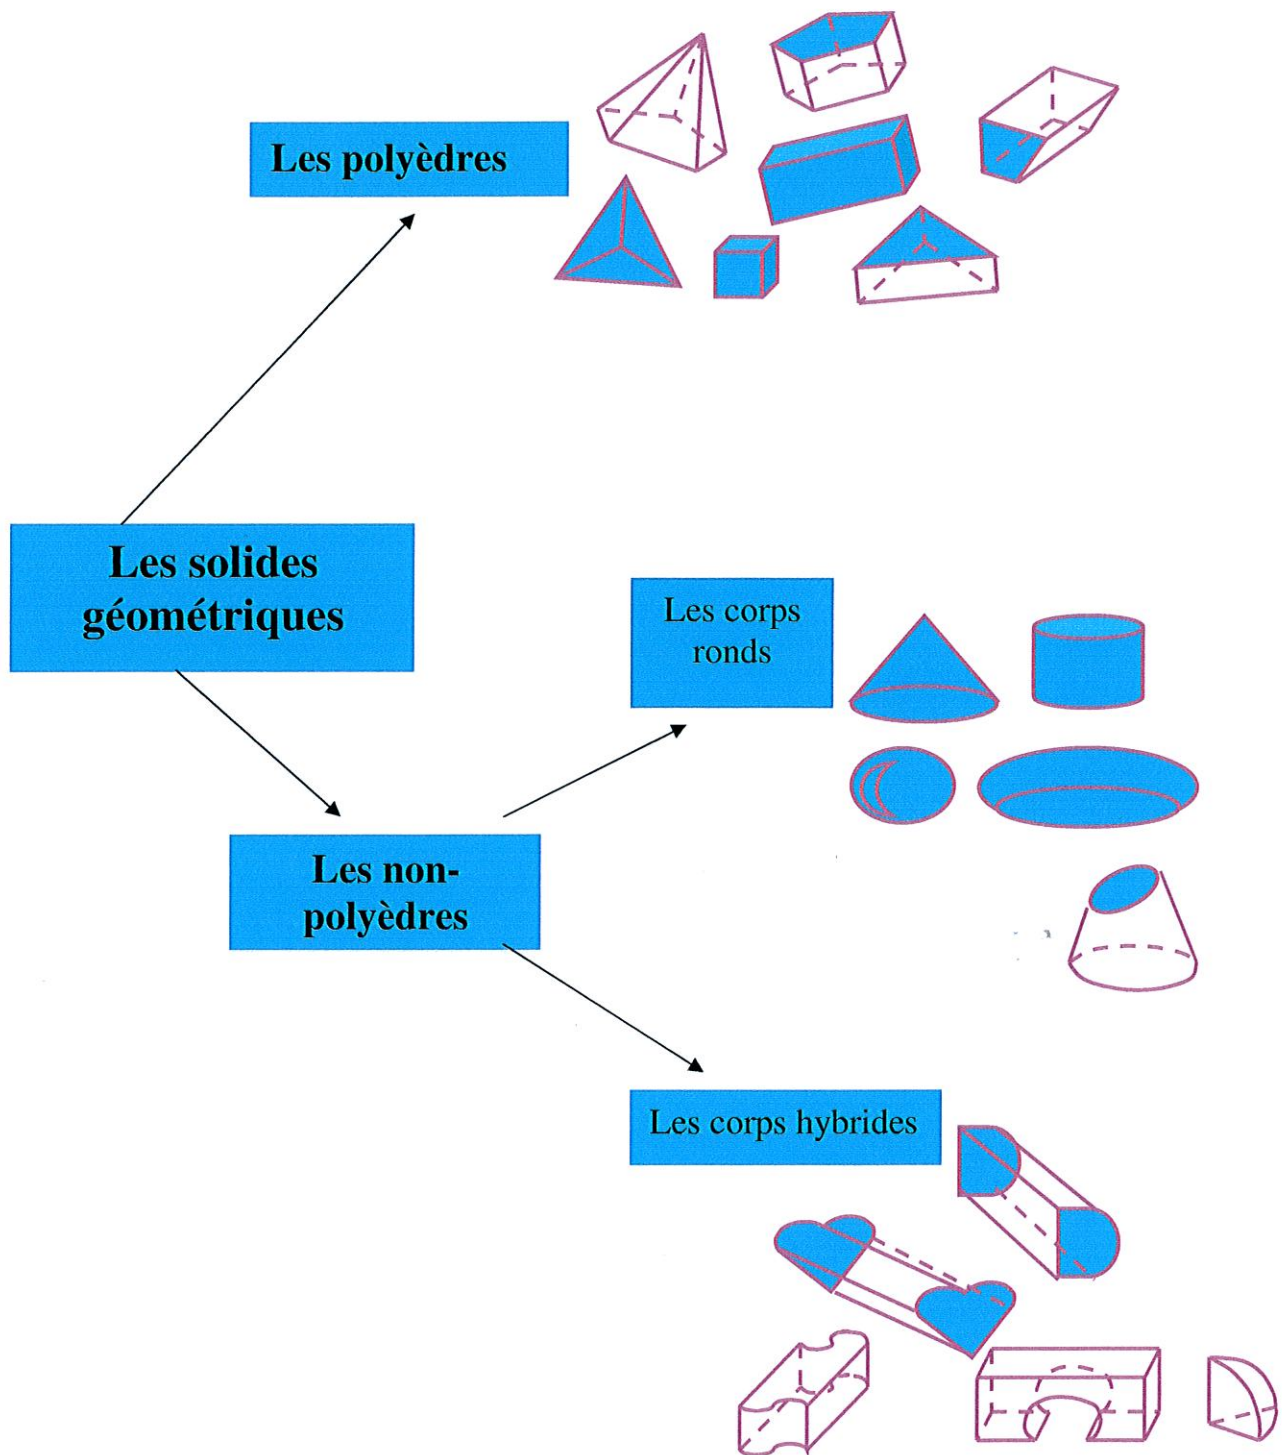 Les polyèdres
Les solides
géométriques
Les corps
ronds
Les non-
polyèdres
Les corps hybrides